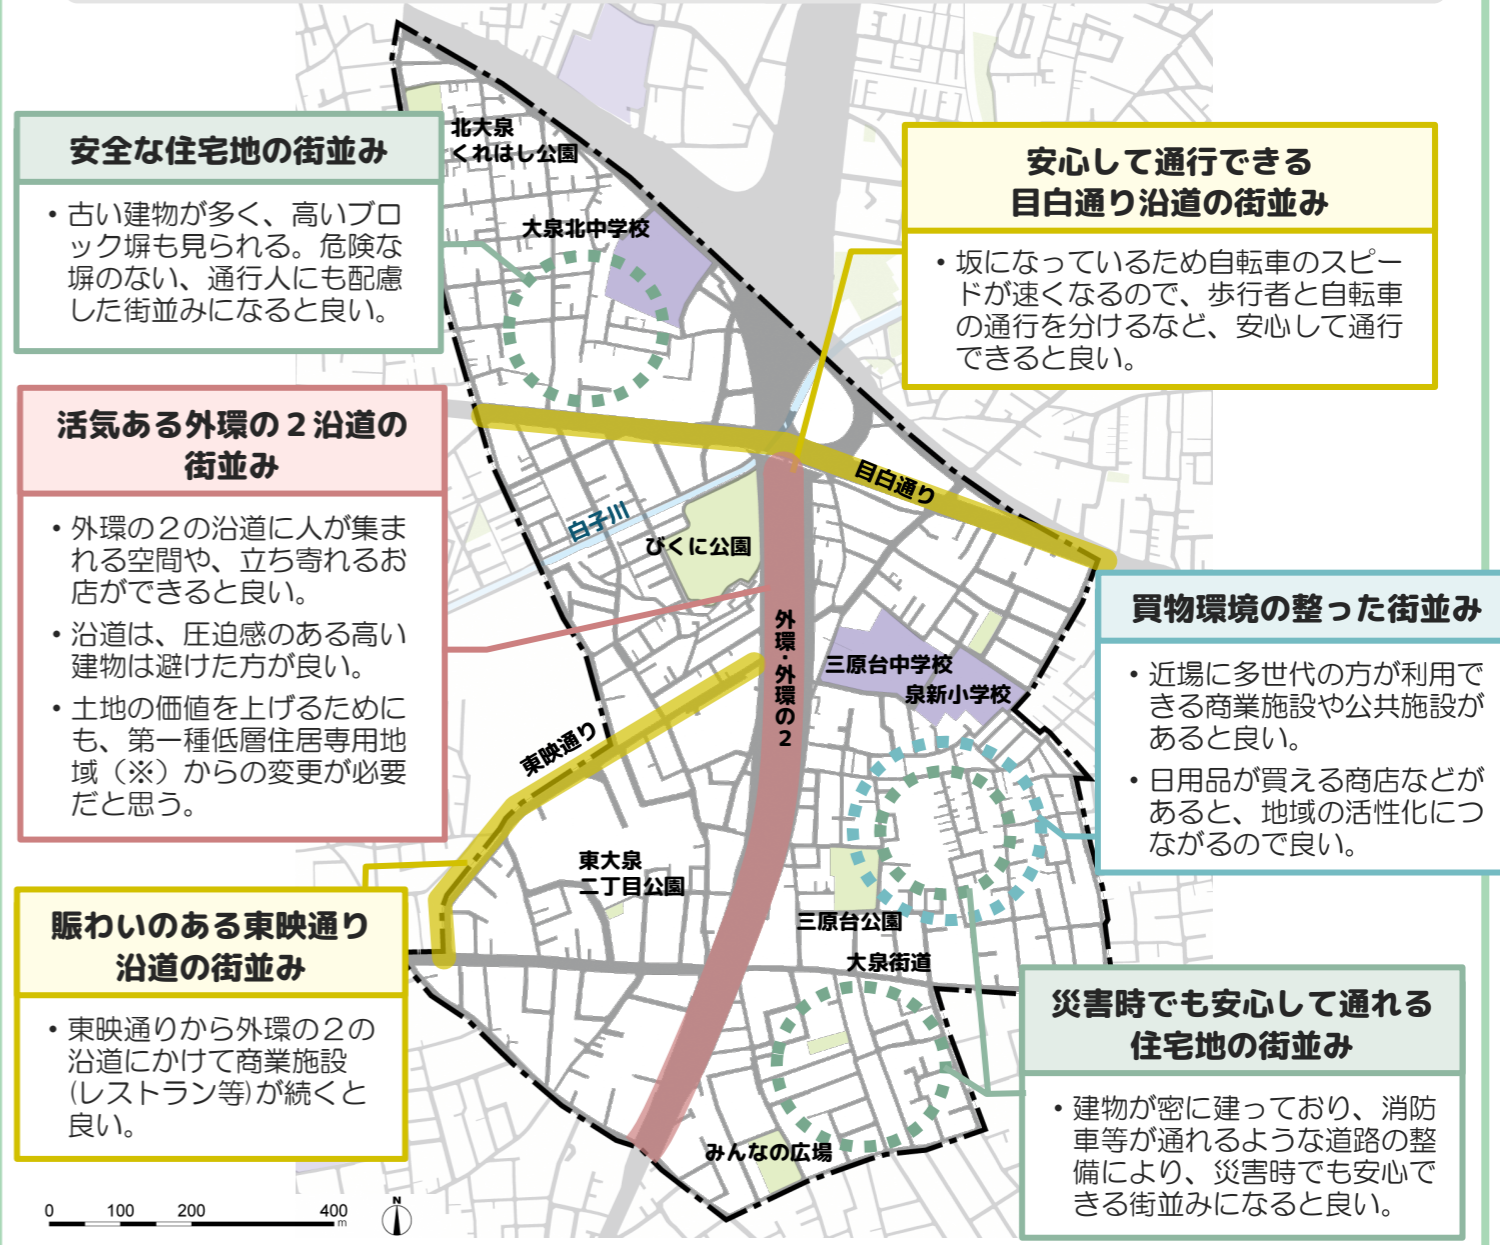 安全な住宅地の街並み
・古い建物が多く、高いブロ
ック塀も見られる。危険な
塀のない、通行人にも配慮
した街並みになると良い。
活気ある外環の２沿道の
街並み
・外環の２の沿道に人が集ま
れる空間や、立ち寄れるお
店ができると良い。
・沿道は、圧迫感のある高い
建物は避けた方が良い。
・土地の価値を上げるために
も、第一種低層住居専用地
域（※）からの変更が必要
だと思う。
賑わいのある東映通り
沿道の街並み
・東映通りから外環の２の
沿道にかけて商業施設
(レストラン等)が続くと
良い。
安心して通行できる
目白通り沿道の街並み
・坂になっているため自転車のスピー
ドが速くなるので、歩行者と自転車
の通行を分けるなど、安心して通行
できると良い。
買物環境の整った街並み
・近場に多世代の方が利用で
きる商業施設や公共施設が
あると良い。
・日用品が買える商店などが
あると、地域の活性化につ
ながるので良い。
災害時でも安心して通れる
住宅地の街並み
・建物が密に建っており、消防
車等が通れるような道路の整
備により、災害時でも安心で
きる街並みになると良い。
北大泉
くれはし公園
大泉北中学校
目白通り
白子川
びくに公園
外環・外環の２
三原台中学校
泉新小学校
東映通り
東大泉
二丁目公園
三原台公園
大泉街道
みんなの広場
0 100 200 400
m
N